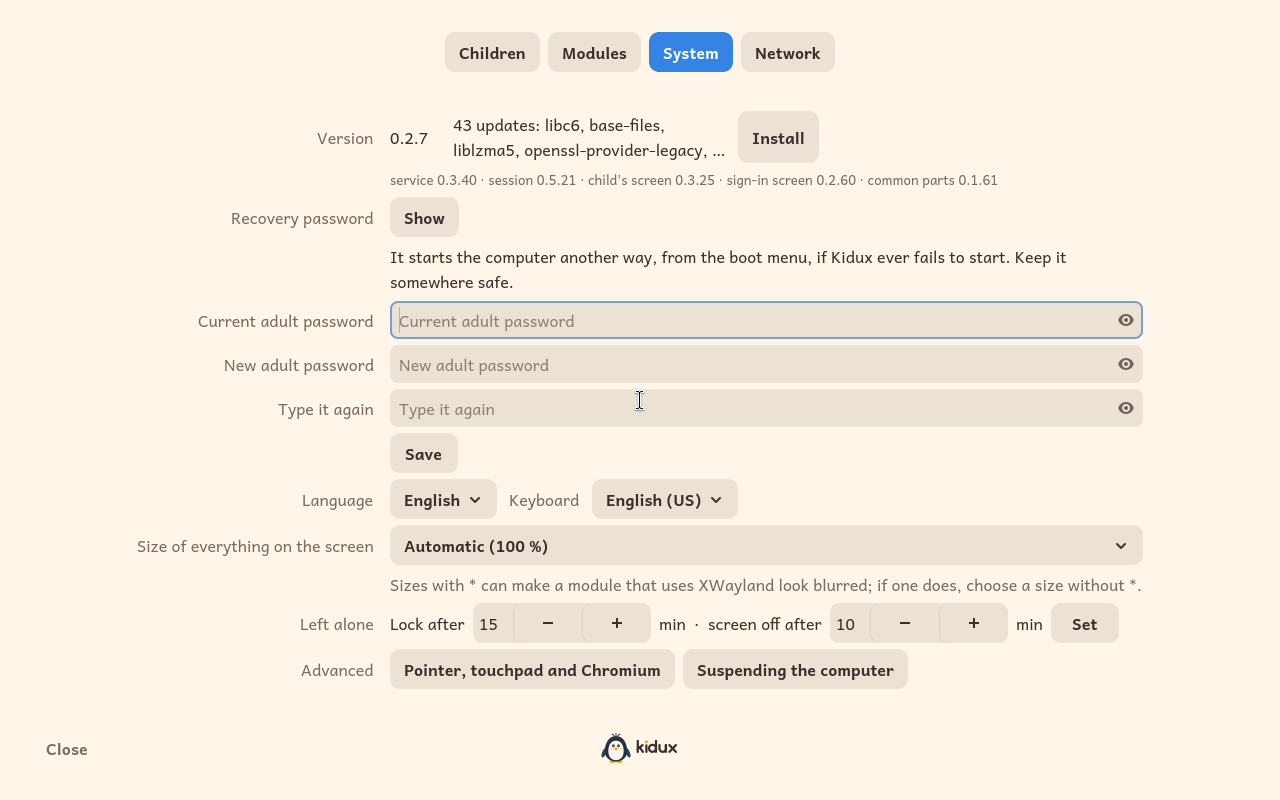 Children Modules System Network
Version 0.2.7 43 updates: libc6, base-files,
liblzma5, openssl-provider-legacy, ... Install
service 0.3.40 · session 0.5.21 · child's screen 0.3.25 · sign-in screen 0.2.60 · common parts 0.1.61
Recovery password Show
It starts the computer another way, from the boot menu, if Kidux ever fails to start. Keep it
somewhere safe.
Current adult password Current adult password
New adult password New adult password
Type it again Type it again
Save
Language English Keyboard English (US)
Size of everything on the screen Automatic (100 %)
Sizes with * can make a module that uses XWayland look blurred; if one does, choose a size without *.
Left alone Lock after 15 − + min · screen off after 10 − + min Set
Advanced Pointer, touchpad and Chromium Suspending the computer
Close kidux